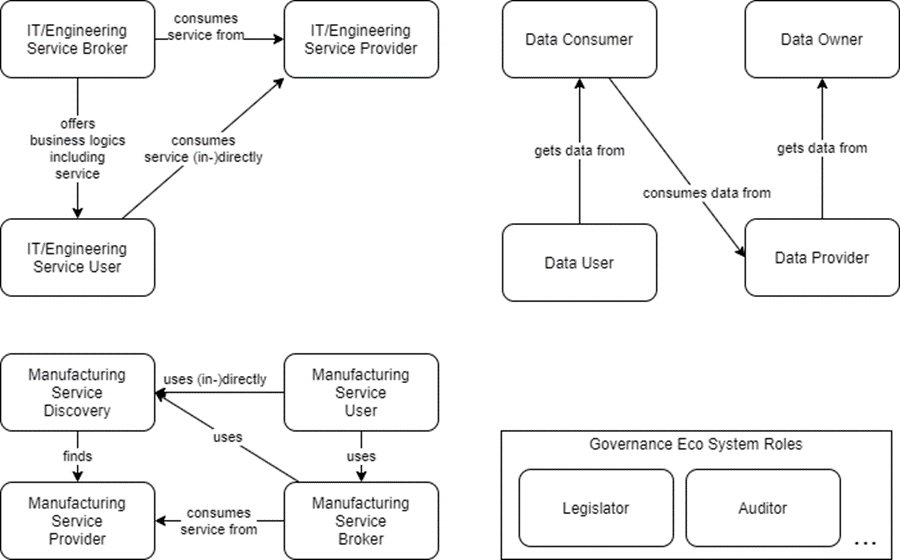 IT/Engineering
Service Broker
consumes
service from
IT/Engineering
Service Provider
offers
business logics
including
service
consumes
service (in-)directly
IT/Engineering
Service User
Data Consumer
Data Owner
gets data from
consumes data from
gets data from
Data User
Data Provider
Manufacturing
Service
Discovery
uses (in-)directly
Manufacturing
Service
User
finds
uses
uses
Manufacturing
Service
Provider
consumes
service from
Manufacturing
Service
Broker
Governance Eco System Roles
Legislator
Auditor
...